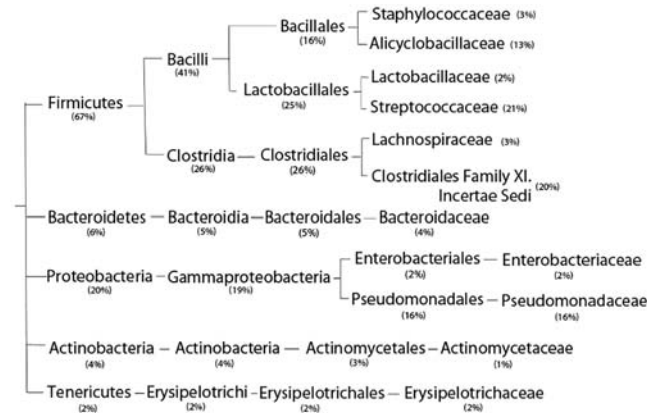 Staphylococcaceae (3%)
Bacillales
(16%)
Alicyclobacillaceae (13%)
Bacilli
(41%)
Lactobacillaceae (2%)
Lactobacillales
(25%)
Streptococcaceae (21%)
Firmicutes
(67%)
Lachnospiraceae (3%)
Clostridia
(26%)
Clostridiales
(26%)
Clostridiales Family XI.
Incertae Sedi
(20%)
Bacteroidetes
(6%)
Bacteroidia
(5%)
Bacteroidales
(5%)
Bacteroidaceae
(4%)
Enterobacteriales
(2%)
Enterobacteriaceae
(2%)
Proteobacteria
(20%)
Gammaproteobacteria
(19%)
Pseudomonadales
(16%)
Pseudomonadaceae
(16%)
Actinobacteria
(4%)
Actinobacteria
(4%)
Actinomycetales
(3%)
Actinomycetaceae
(1%)
Tenericutes
(2%)
Erysipelotrichi
(2%)
Erysipelotrichales
(2%)
Erysipelotrichaceae
(2%)